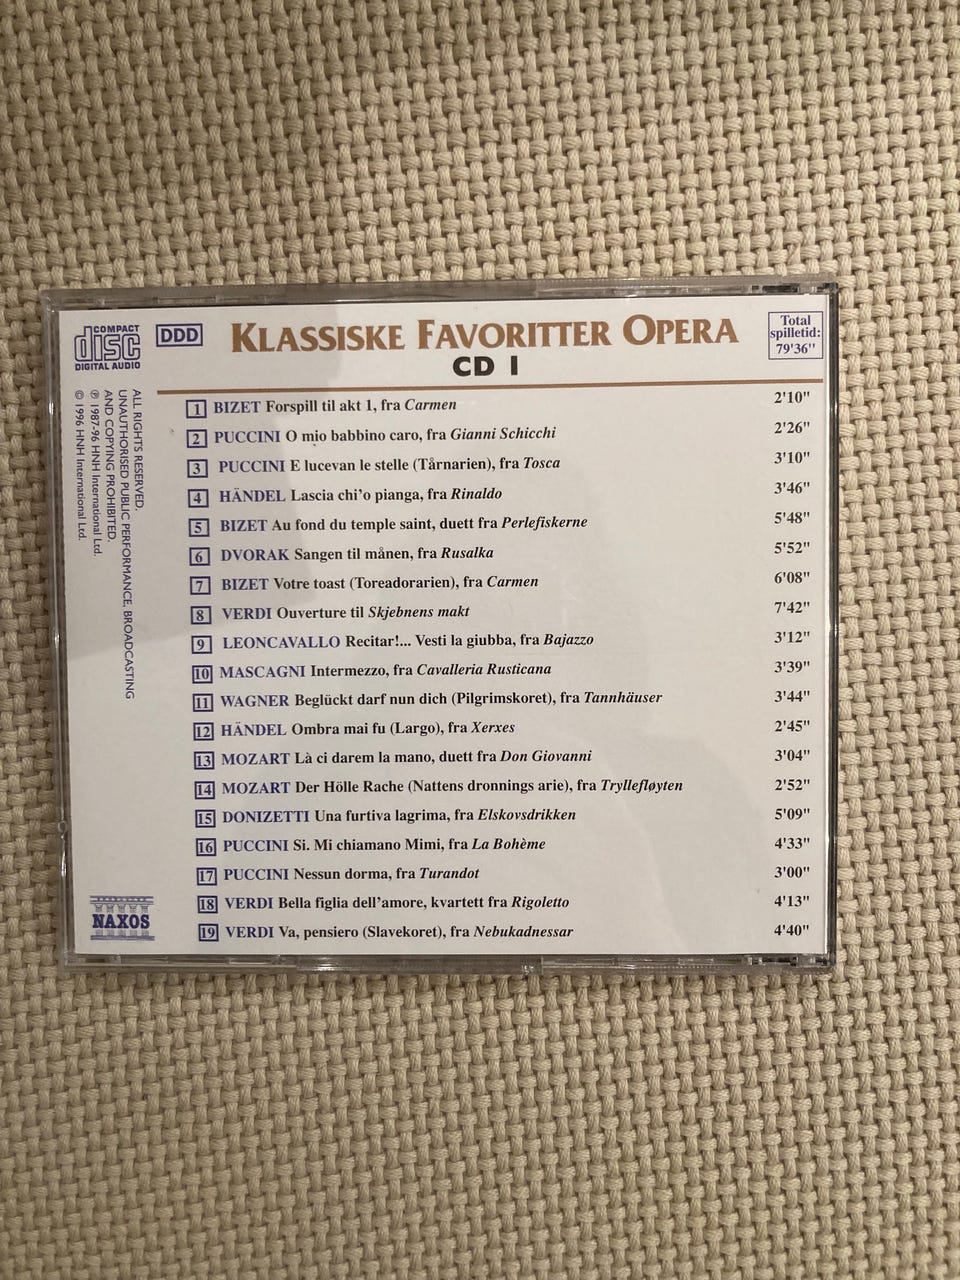 COMPACT
disc
DIGITAL AUDIO
DDD
KLASSISKE FAVORITTER OPERA
CD 1
Total
spilletid:
79'36"
1 BIZET Forspill til akt 1, fra Carmen 2'10"
2 PUCCINI O mio babbino caro, fra Gianni Schicchi 2'26"
3 PUCCINI E lucevan le stelle (Tårnarien), fra Tosca 3'10"
4 HÄNDEL Lascia chi'o pianga, fra Rinaldo 3'46"
5 BIZET Au fond du temple saint, duett fra Perlefiskerne 5'48"
6 DVORAK Sangen til månen, fra Rusalka 5'52"
7 BIZET Votre toast (Toreadorarien), fra Carmen 6'08"
8 VERDI Ouverture til Skjebnens makt 7'42"
9 LEONCAVALLO Recitar!... Vesti la giubba, fra Bajazzo 3'12"
10 MASCAGNI Intermezzo, fra Cavalleria Rusticana 3'39"
11 WAGNER Beglückt darf nun dich (Pilgrimskoret), fra Tannhäuser 3'44"
12 HÄNDEL Ombra mai fu (Largo), fra Xerxes 2'45"
13 MOZART Là ci darem la mano, duett fra Don Giovanni 3'04"
14 MOZART Der Hölle Rache (Nattens dronnings arie), fra Tryllefløyten 2'52"
15 DONIZETTI Una furtiva lagrima, fra Elskovsdrikken 5'09"
16 PUCCINI Si. Mi chiamano Mimi, fra La Bohème 4'33"
17 PUCCINI Nessun dorma, fra Turandot 3'00"
18 VERDI Bella figlia dell'amore, kvartett fra Rigoletto 4'13"
19 VERDI Va, pensiero (Slavekoret), fra Nebukadnessar 4'40"
ALL RIGHTS RESERVED.
UNAUTHORISED PUBLIC PERFORMANCE, BROADCASTING
AND COPYING PROHIBITED.
℗ 1987-96 HNH International Ltd.
© 1996 HNH International Ltd.
NAXOS